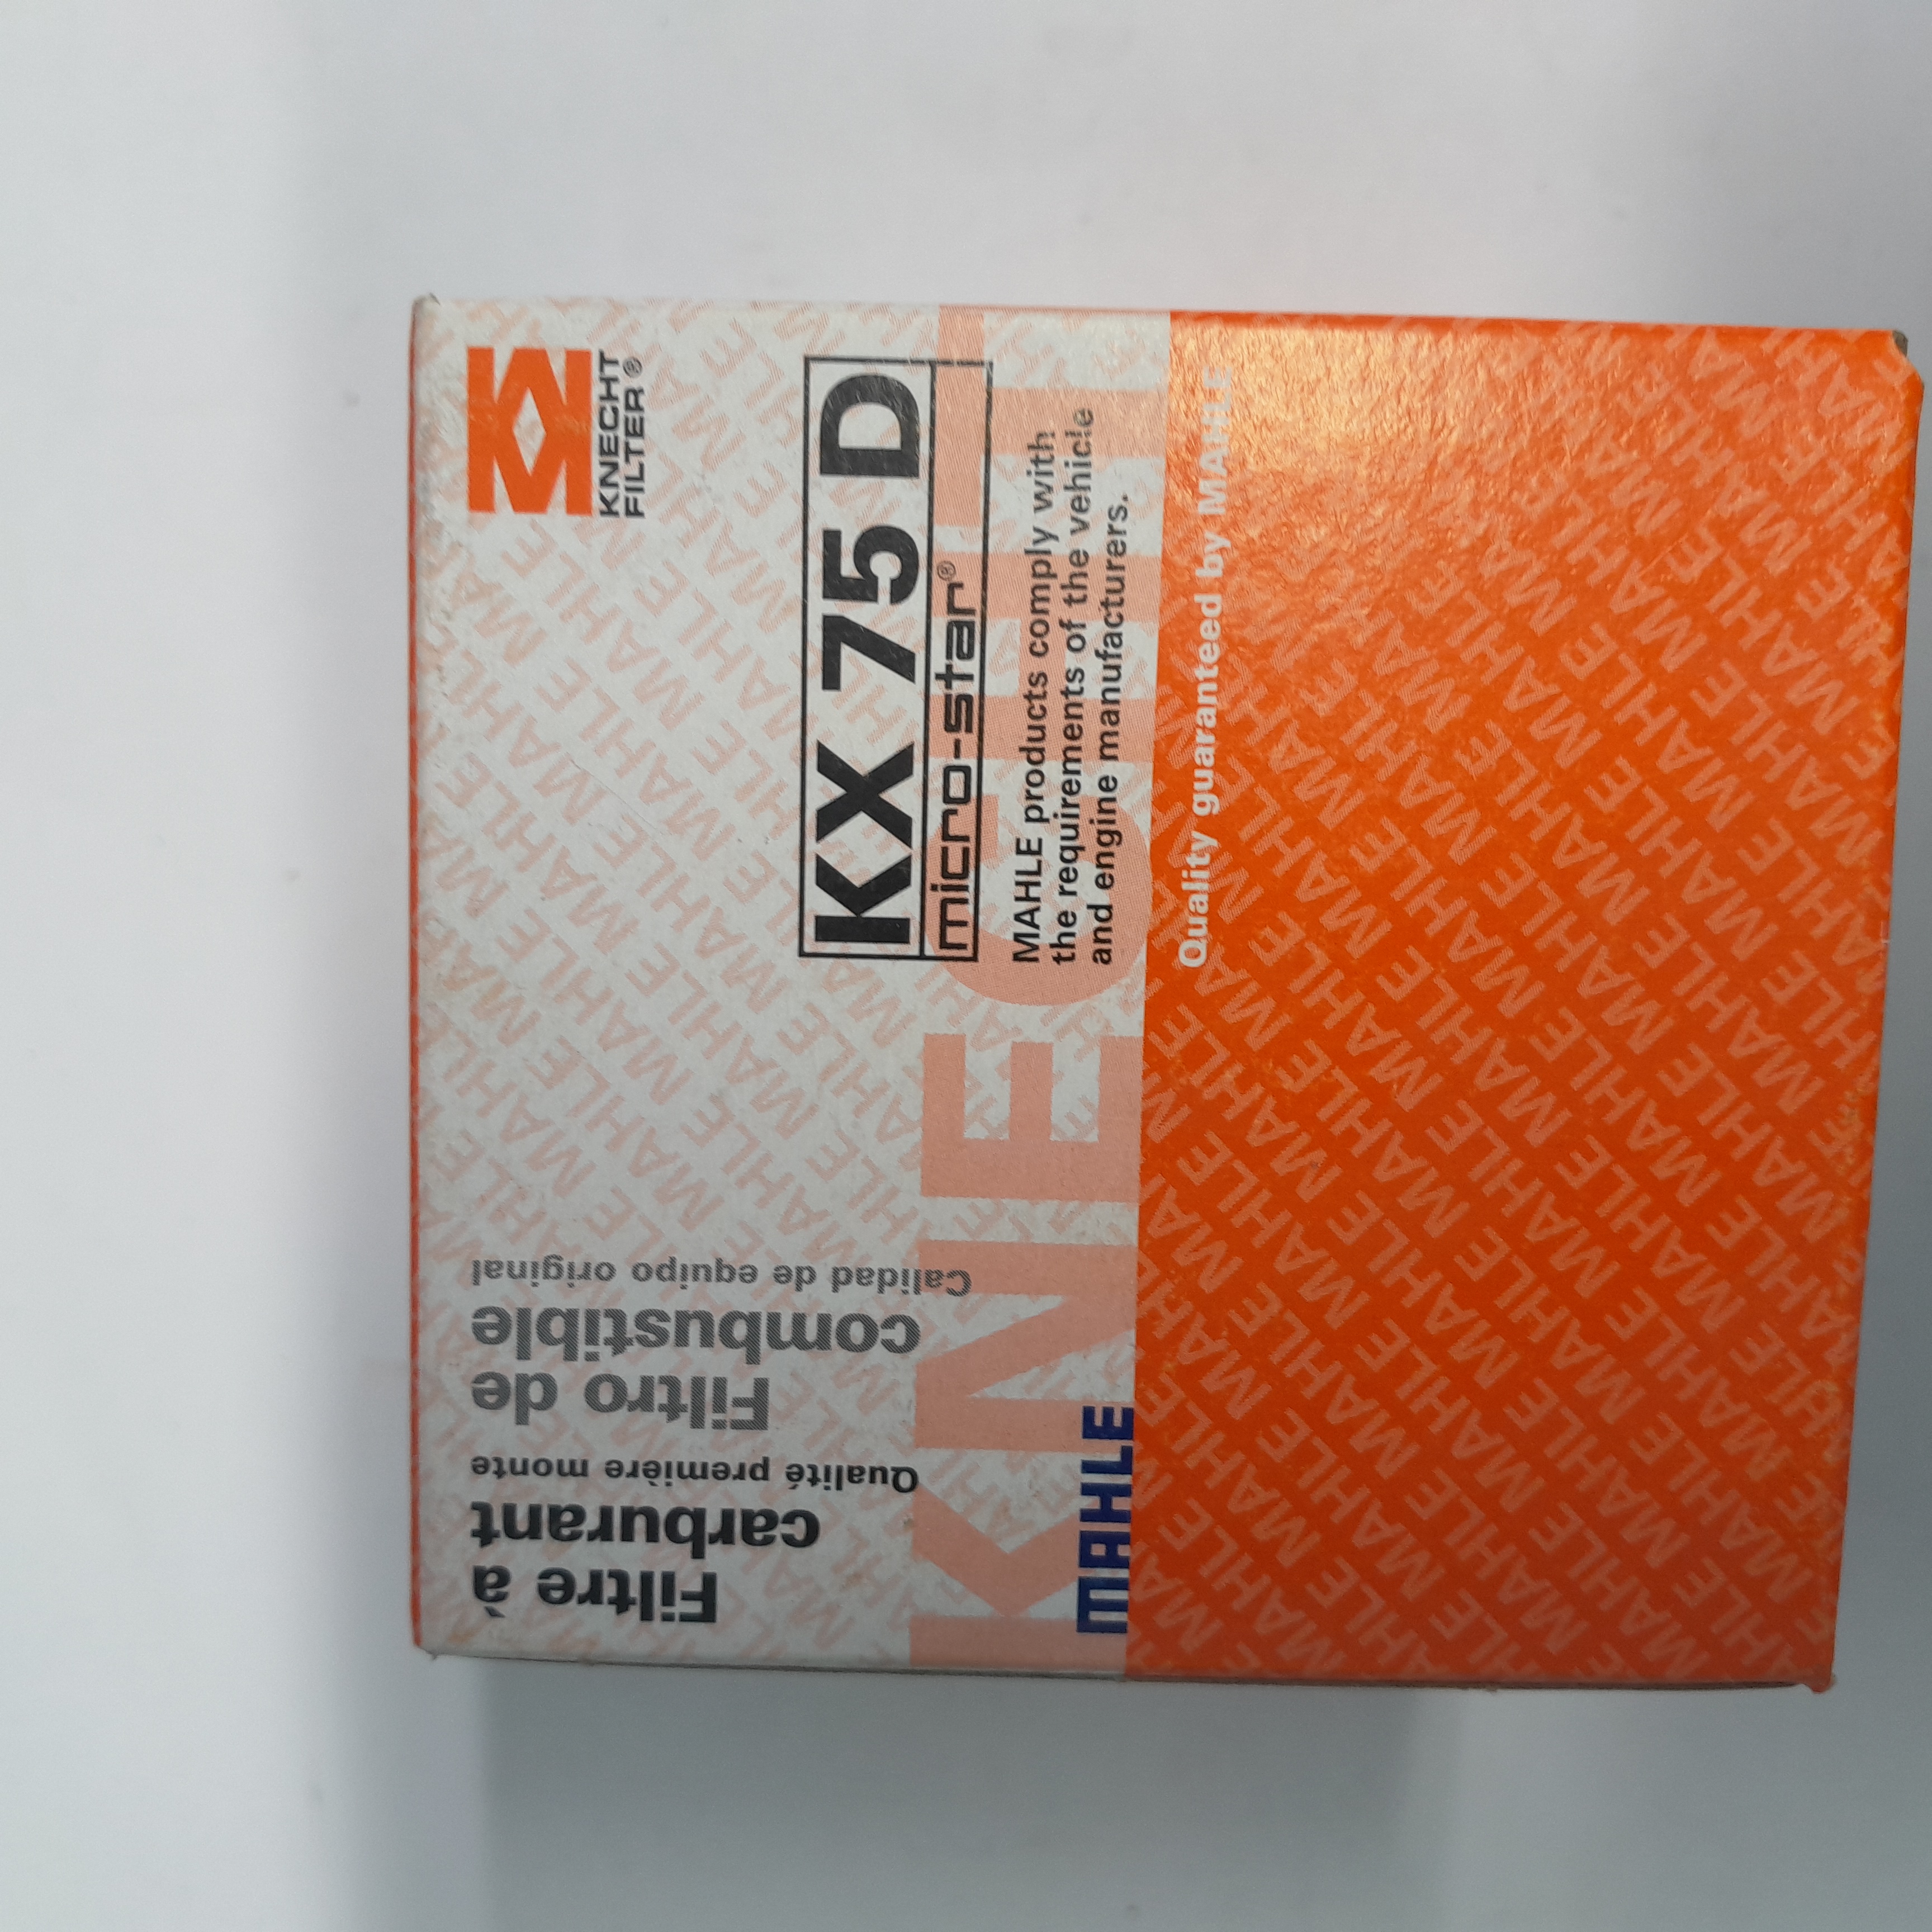 KNECHT
FILTER®
KX 75 D
micro-star®
MAHLE products comply with
the requirements of the vehicle
and engine manufacturers.
Quality guaranteed by MAHLE
KNECHT
MAHLE
Filtre à
carburant
Qualité première monte
Filtro de
combustible
Calidad de equipo original